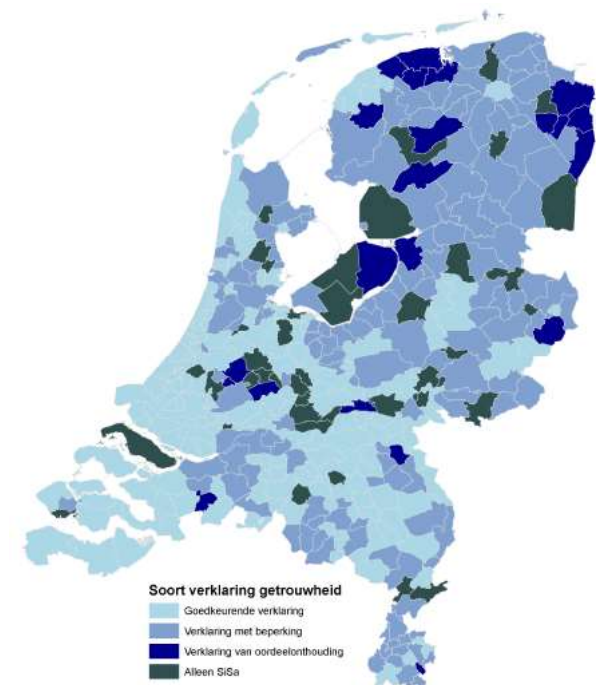 Soort verklaring getrouwheid
Goedkeurende verklaring
Verklaring met beperking
Verklaring van oordeelonthouding
Alleen SiSa